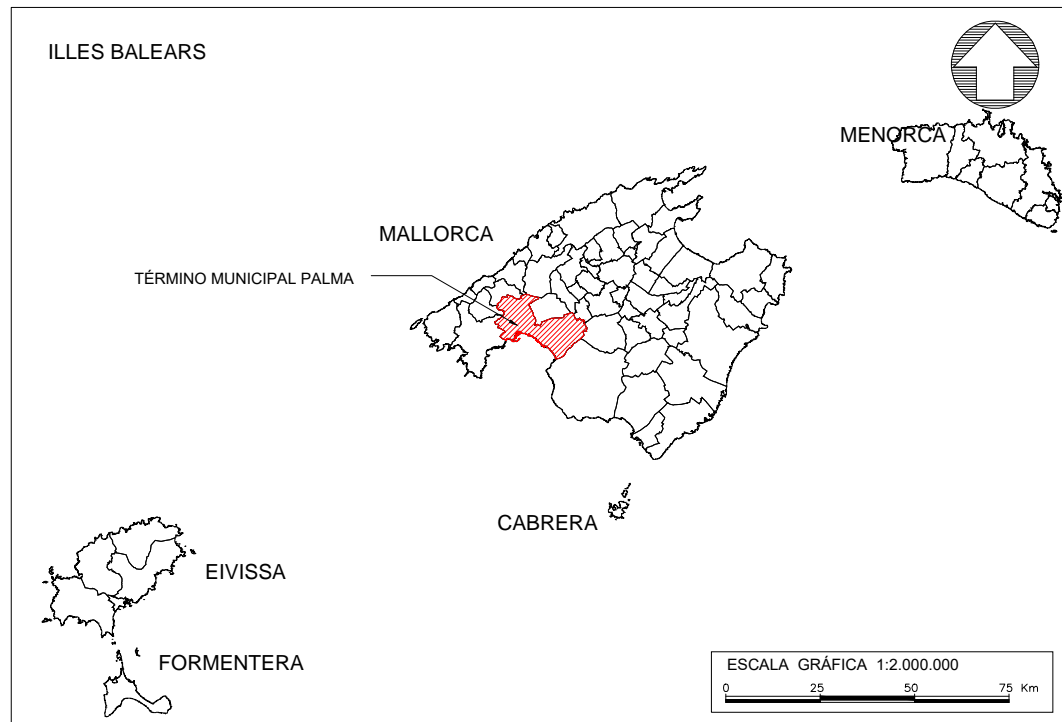 ILLES BALEARS
MENORCA
MALLORCA
TÉRMINO MUNICIPAL PALMA
CABRERA
EIVISSA
FORMENTERA
ESCALA GRÁFICA 1:2.000.000
0 25 50 75 Km